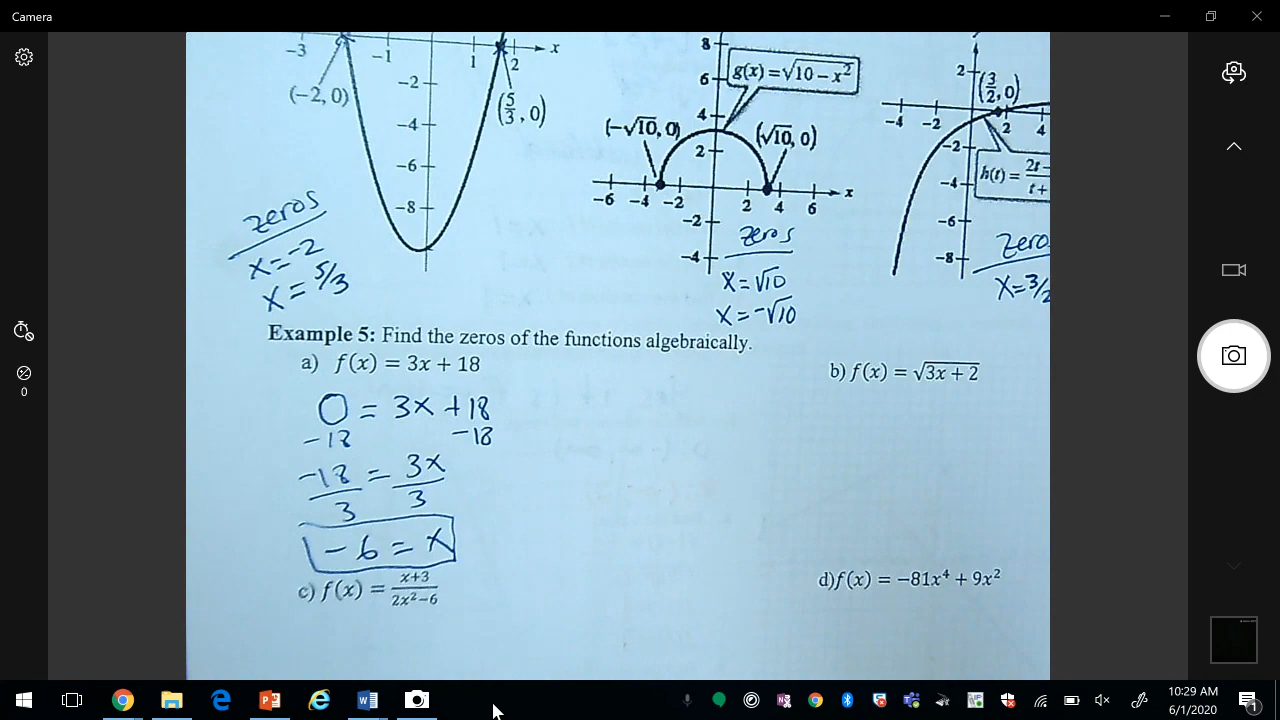 Camera
-3 -1 1 2 x
-2
-4
-6
-8
(-2, 0)
(5/3, 0)
zeros
x = -2
x = 5/3
8
6
4
2
-2
-4
-6 -4 -2 2 4 6 x
g(x) = √10 – x²
(-√10, 0)
(√10, 0)
zeros
x = √10
x = -√10
2
-2
-4
-6
-8
-4 -2 2 4
(3/2, 0)
h(t) = 2t –
t +
zero
x = 3/2
Example 5: Find the zeros of the functions algebraically.
a) f(x) = 3x + 18
b) f(x) = √3x + 2
0 = 3x + 18
-18 -18
-18 = 3x
3 3
-6 = x
c) f(x) = x+3
2x²−6
d)f(x) = −81x⁴ + 9x²
0
10:29 AM
6/1/2020
1